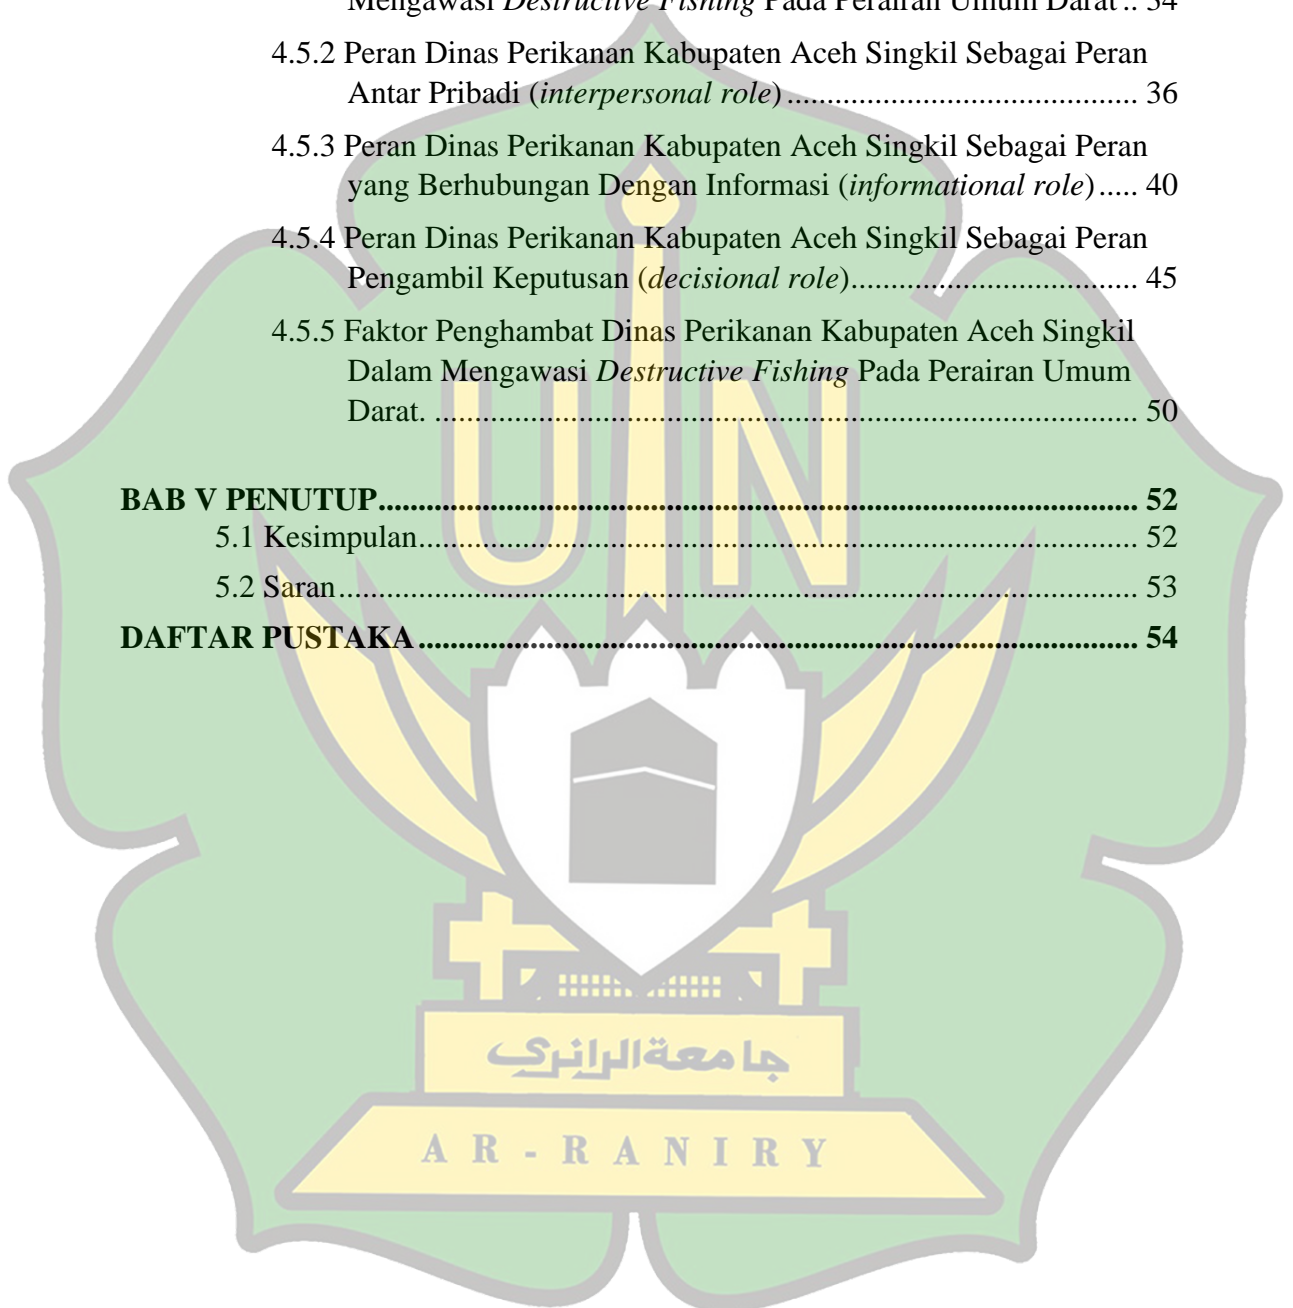 Mengawasi Destructive Fishing Pada Perairan Umum Darat .. 34
4.5.2 Peran Dinas Perikanan Kabupaten Aceh Singkil Sebagai Peran
Antar Pribadi (interpersonal role) ........................................ 36
4.5.3 Peran Dinas Perikanan Kabupaten Aceh Singkil Sebagai Peran
yang Berhubungan Dengan Informasi (informational role) ..... 40
4.5.4 Peran Dinas Perikanan Kabupaten Aceh Singkil Sebagai Peran
Pengambil Keputusan (decisional role)................................. 45
4.5.5 Faktor Penghambat Dinas Perikanan Kabupaten Aceh Singkil
Dalam Mengawasi Destructive Fishing Pada Perairan Umum
Darat. ................................................................................ 50
BAB V PENUTUP.............................................................................................. 52
5.1 Kesimpulan.................................................................................... 52
5.2 Saran.............................................................................................. 53
DAFTAR PUSTAKA ......................................................................................... 54
UIN
جامعة الرانري
AR-RANIRY